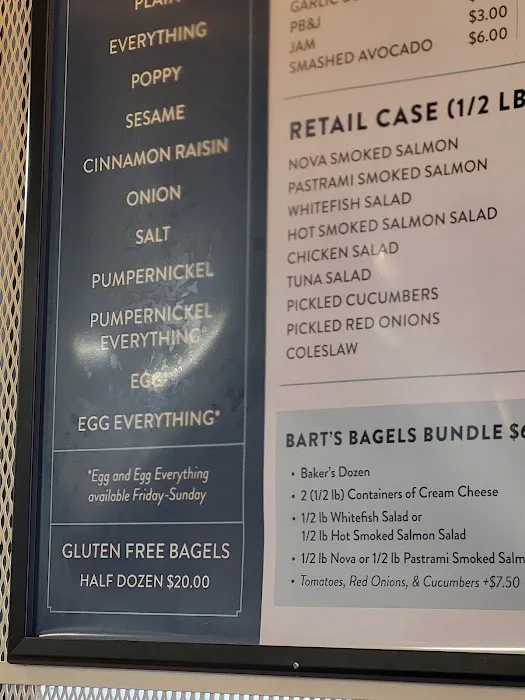 PLAIN
EVERYTHING
POPPY
SESAME
CINNAMON RAISIN
ONION
SALT
PUMPERNICKEL
PUMPERNICKEL
EVERYTHING*
EGG*
EGG EVERYTHING*
*Egg and Egg Everything
available Friday-Sunday
GLUTEN FREE BAGELS
HALF DOZEN $20.00
GARLIC
PB&J
JAM $3.00
SMASHED AVOCADO $6.00
RETAIL CASE (1/2 LB
NOVA SMOKED SALMON
PASTRAMI SMOKED SALMON
WHITEFISH SALAD
HOT SMOKED SALMON SALAD
CHICKEN SALAD
TUNA SALAD
PICKLED CUCUMBERS
PICKLED RED ONIONS
COLESLAW
BART'S BAGELS BUNDLE $6
• Baker's Dozen
• 2 (1/2 lb) Containers of Cream Cheese
• 1/2 lb Whitefish Salad or
1/2 lb Hot Smoked Salmon Salad
• 1/2 lb Nova or 1/2 lb Pastrami Smoked Salm
• Tomatoes, Red Onions, & Cucumbers +$7.50